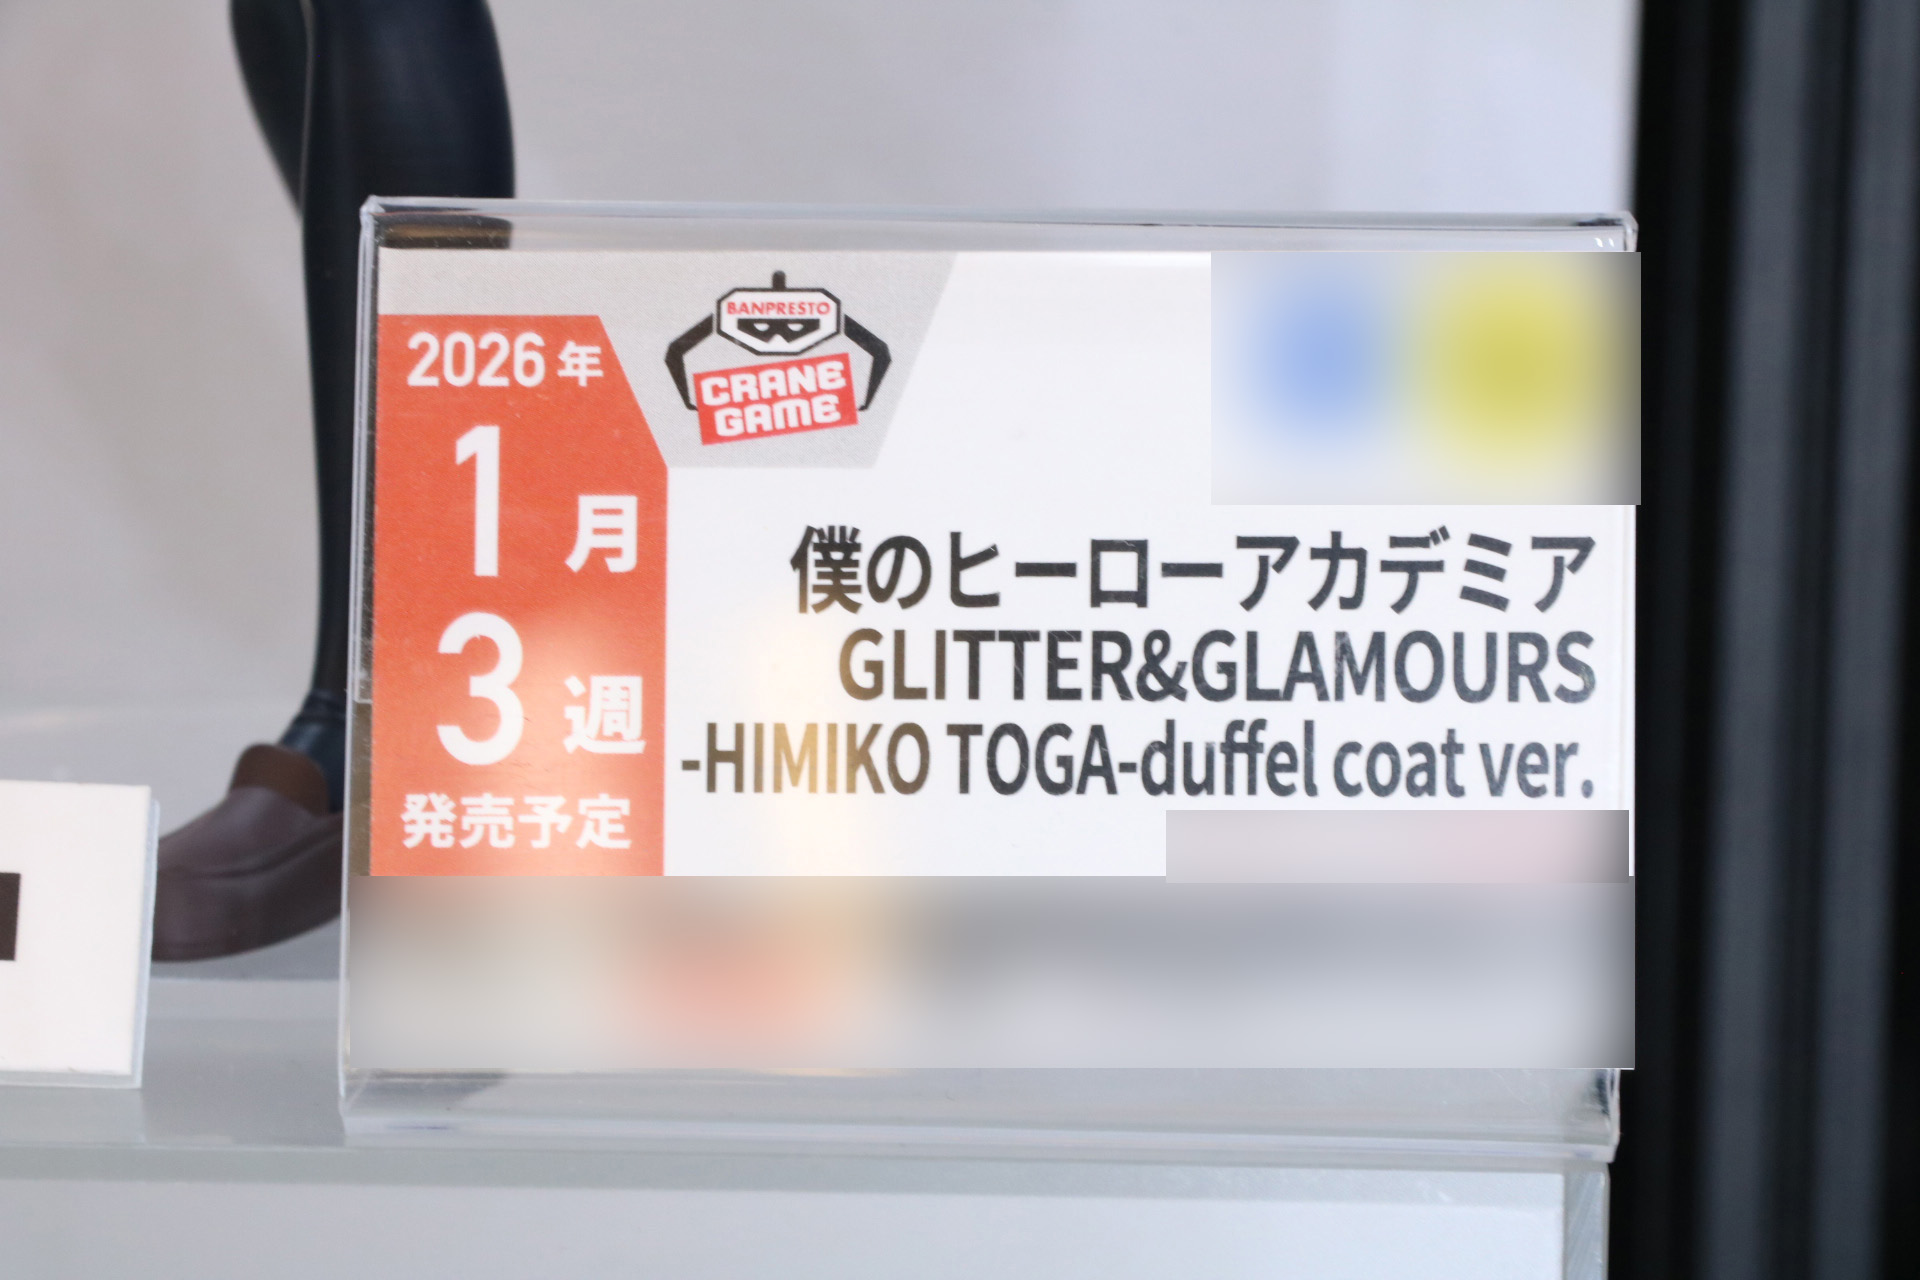 BANPRESTO
CRANE
GAME
2026年
1月
3週
発売予定
僕のヒーローアカデミア
GLITTER&GLAMOURS
-HIMIKO TOGA-duffel coat ver.